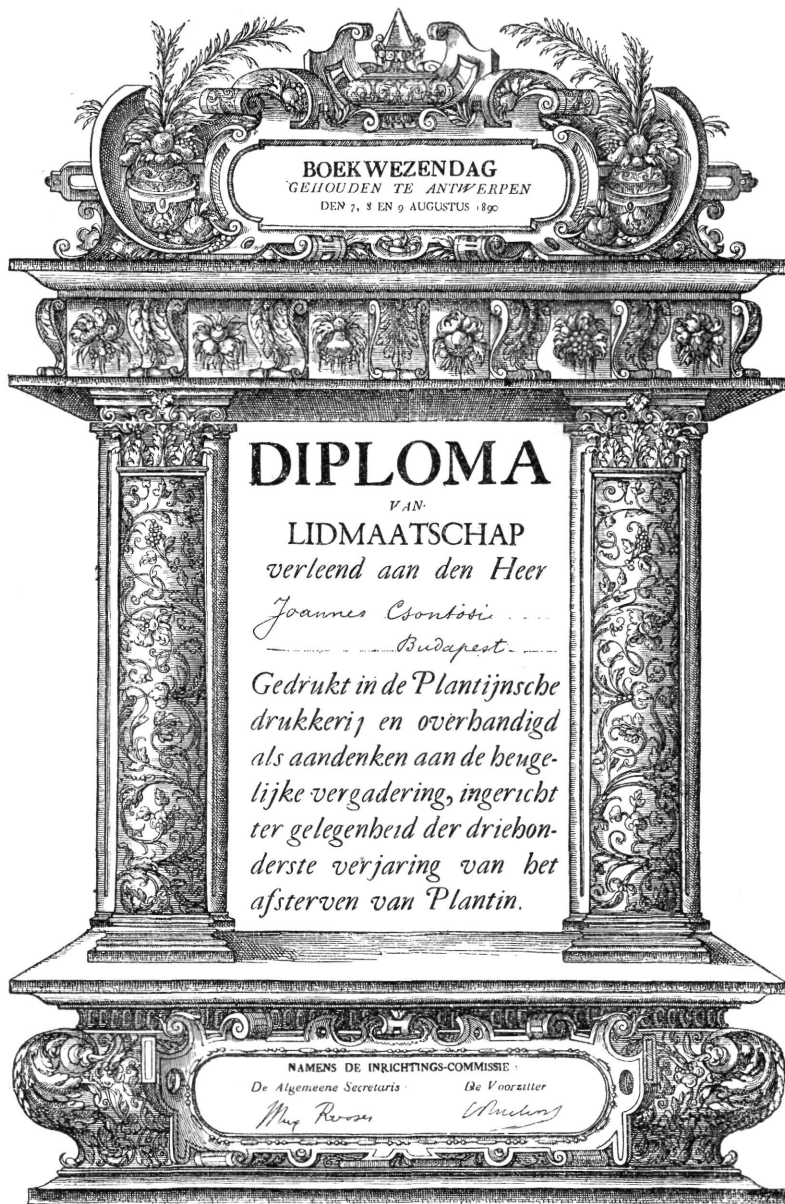 BOEKWEZENDAG
GEHOUDEN TE ANTWERPEN
DEN 7, 8 EN 9 AUGUSTUS 1890
DIPLOMA
VAN
LIDMAATSCHAP
verleend aan den Heer
Joannes Csontosi
Budapest
Gedrukt in de Plantijnsche
drukkerij en overhandigd
als aandenken aan de heuge-
lijke vergadering, ingericht
ter gelegenheid der driehon-
derste verjaring van het
afsterven van Plantin.
NAMENS DE INRICHTINGS-COMMISSIE:
De Algemeene Secretaris De Voorzitter
Max Rooses